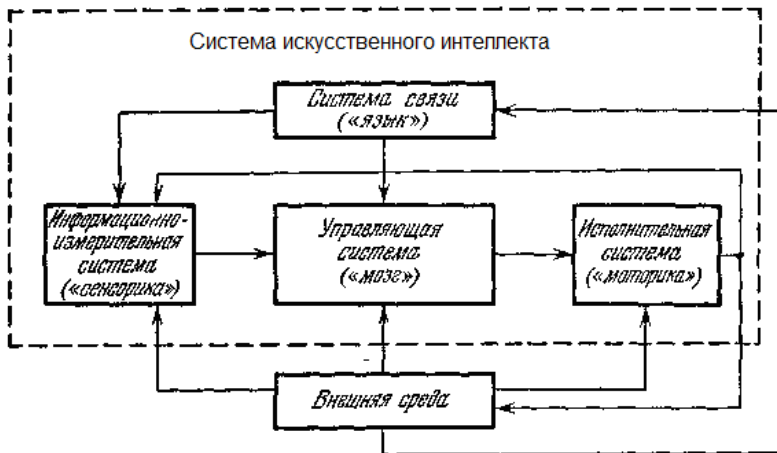 Система искусственного интеллекта
Система связи
(«язык»)
Информационно-
измерительная
система
(«сенсорика»)
Управляющая
система
(«мозг»)
Исполнительная
система
(«моторика»)
Внешняя среда